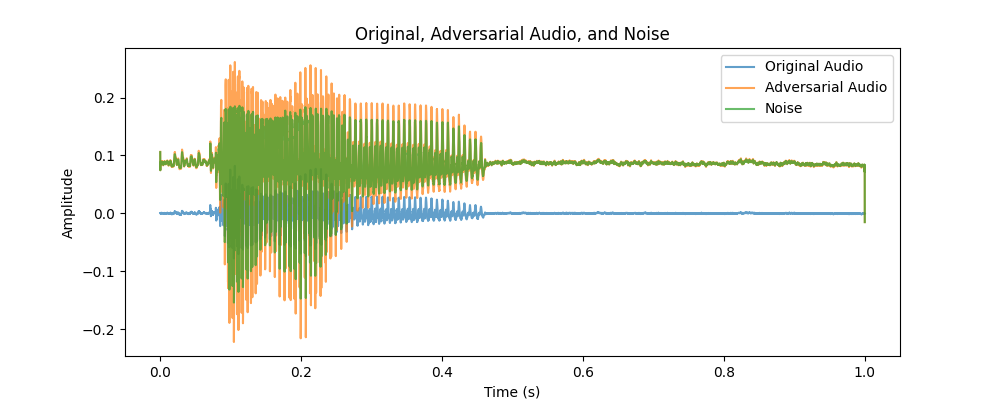 Original, Adversarial Audio, and Noise
Original Audio
Adversarial Audio
Noise
Amplitude
0.2
0.1
0.0
−0.1
−0.2
0.0 0.2 0.4 0.6 0.8 1.0
Time (s)